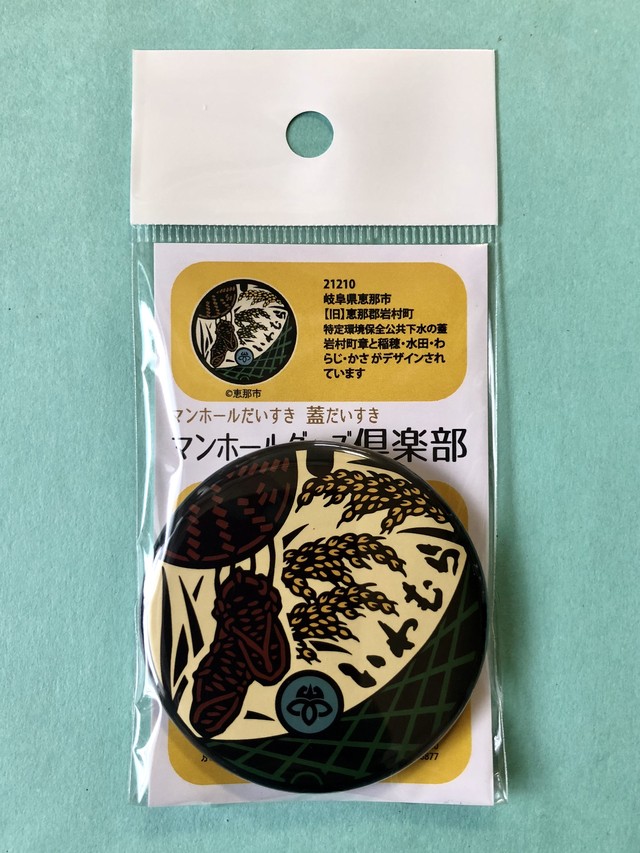 21210
岐阜県恵那市
【旧】恵那郡岩村町
特定環境保全公共下水の蓋
岩村町章と稲穂・水田・わ
らじ・かさ がデザインされ
ています
©恵那市
マンホールだいすき 蓋だいすき
マンホールグッズ倶楽部
いわむら